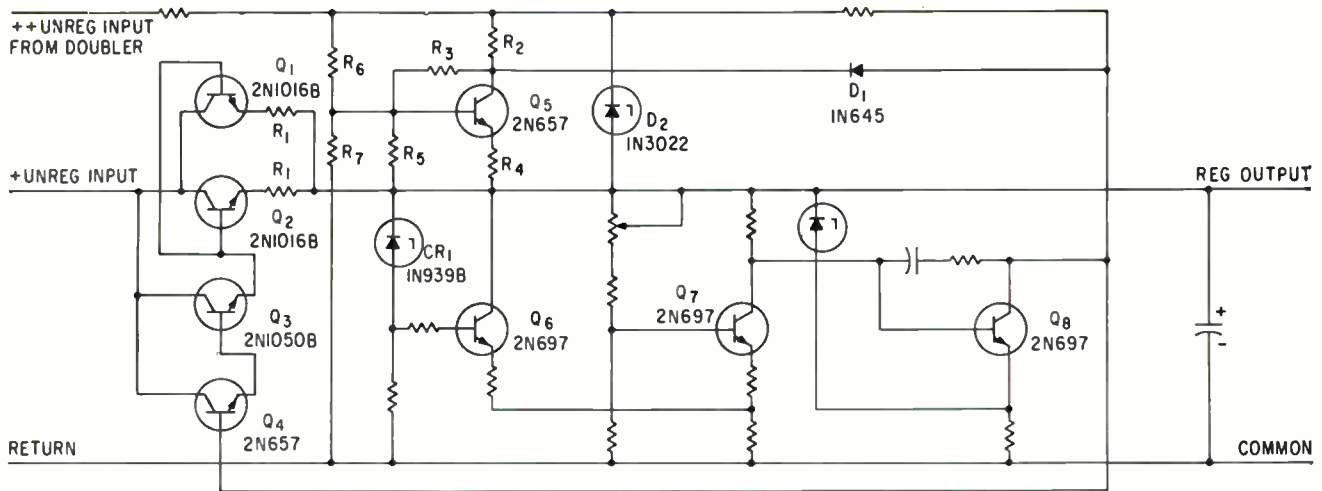 ++UNREG INPUT
FROM DOUBLER
Q1
2N1016B
R1
R6
R3
R2
Q5
2N657
D2
1N3022
D1
1N645
R7
R5
R4
+UNREG INPUT
R1
REG OUTPUT
Q2
2N1016B
CR1
1N939B
Q3
2N1050B
Q6
2N697
Q7
2N697
Q8
2N697
+
-
Q4
2N657
RETURN
COMMON